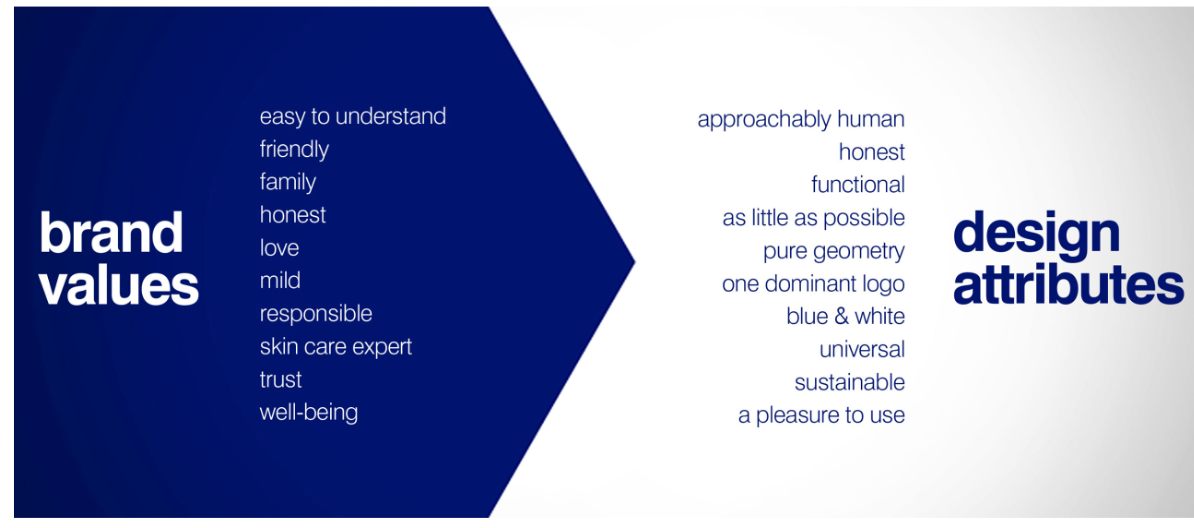 brand
values
easy to understand
friendly
family
honest
love
mild
responsible
skin care expert
trust
well-being
approachably human
honest
functional
as little as possible
pure geometry
one dominant logo
blue & white
universal
sustainable
a pleasure to use
design
attributes